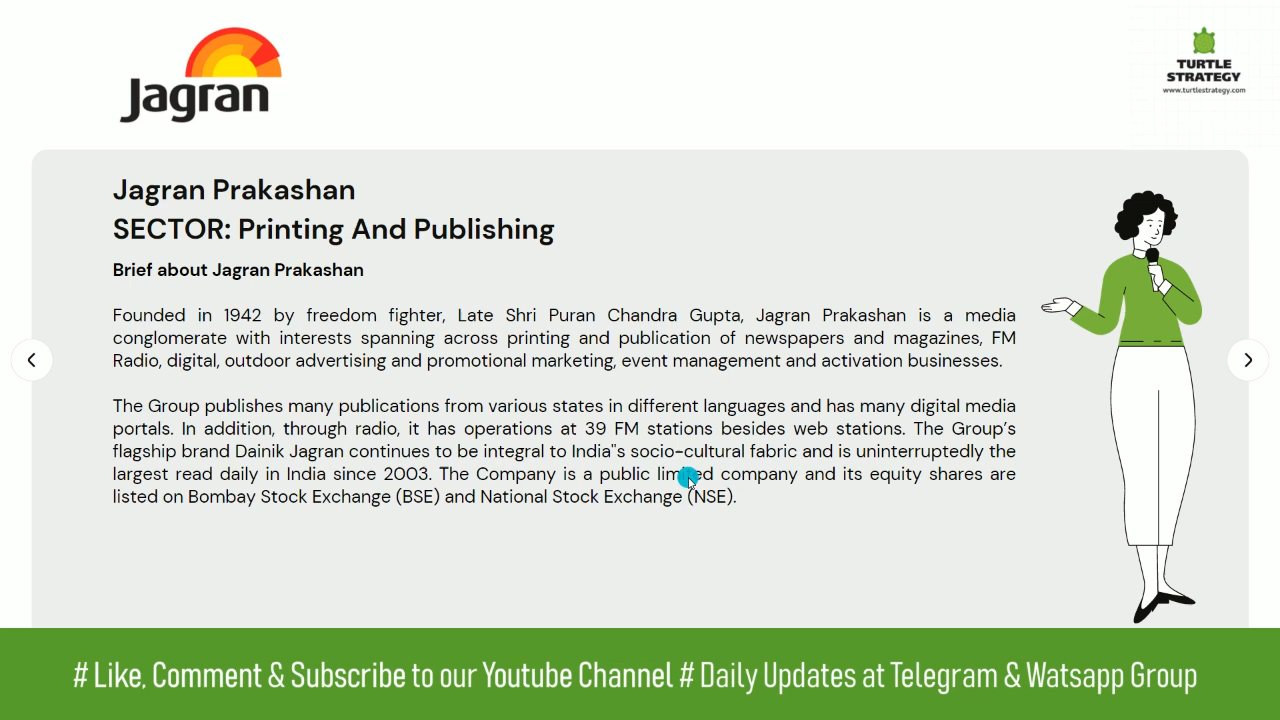 Jagran
TURTLE
STRATEGY
www.turtlestrategy.com
Jagran Prakashan
SECTOR: Printing And Publishing
Brief about Jagran Prakashan
Founded in 1942 by freedom fighter, Late Shri Puran Chandra Gupta, Jagran Prakashan is a media
conglomerate with interests spanning across printing and publication of newspapers and magazines, FM
Radio, digital, outdoor advertising and promotional marketing, event management and activation businesses.
The Group publishes many publications from various states in different languages and has many digital media
portals. In addition, through radio, it has operations at 39 FM stations besides web stations. The Group's
flagship brand Dainik Jagran continues to be integral to India"s socio-cultural fabric and is uninterruptedly the
largest read daily in India since 2003. The Company is a public limited company and its equity shares are
listed on Bombay Stock Exchange (BSE) and National Stock Exchange (NSE).
# Like, Comment & Subscribe to our Youtube Channel # Daily Updates at Telegram & Watsapp Group